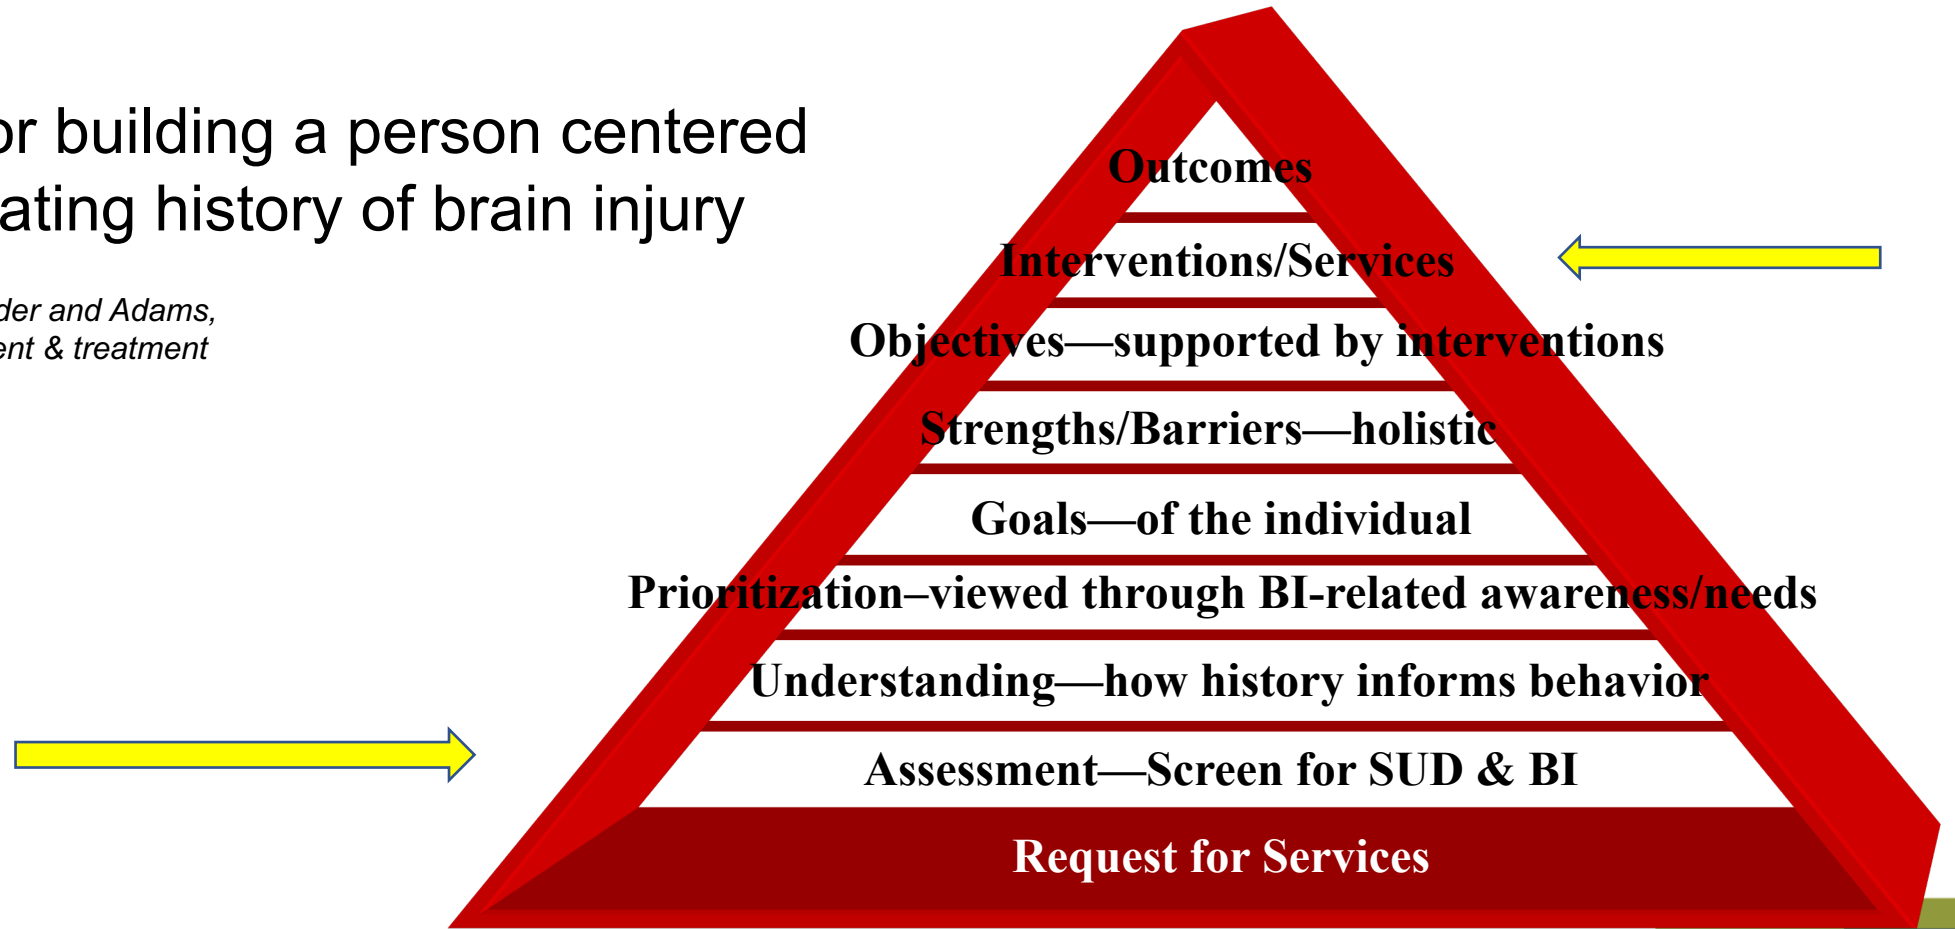 or building a person centered
ating history of brain injury
der and Adams,
ent & treatment
Outcomes
Interventions/Services
Objectives—supported by interventions
Strengths/Barriers—holistic
Goals—of the individual
Prioritization–viewed through BI-related awareness/needs
Understanding—how history informs behavior
Assessment—Screen for SUD & BI
Request for Services